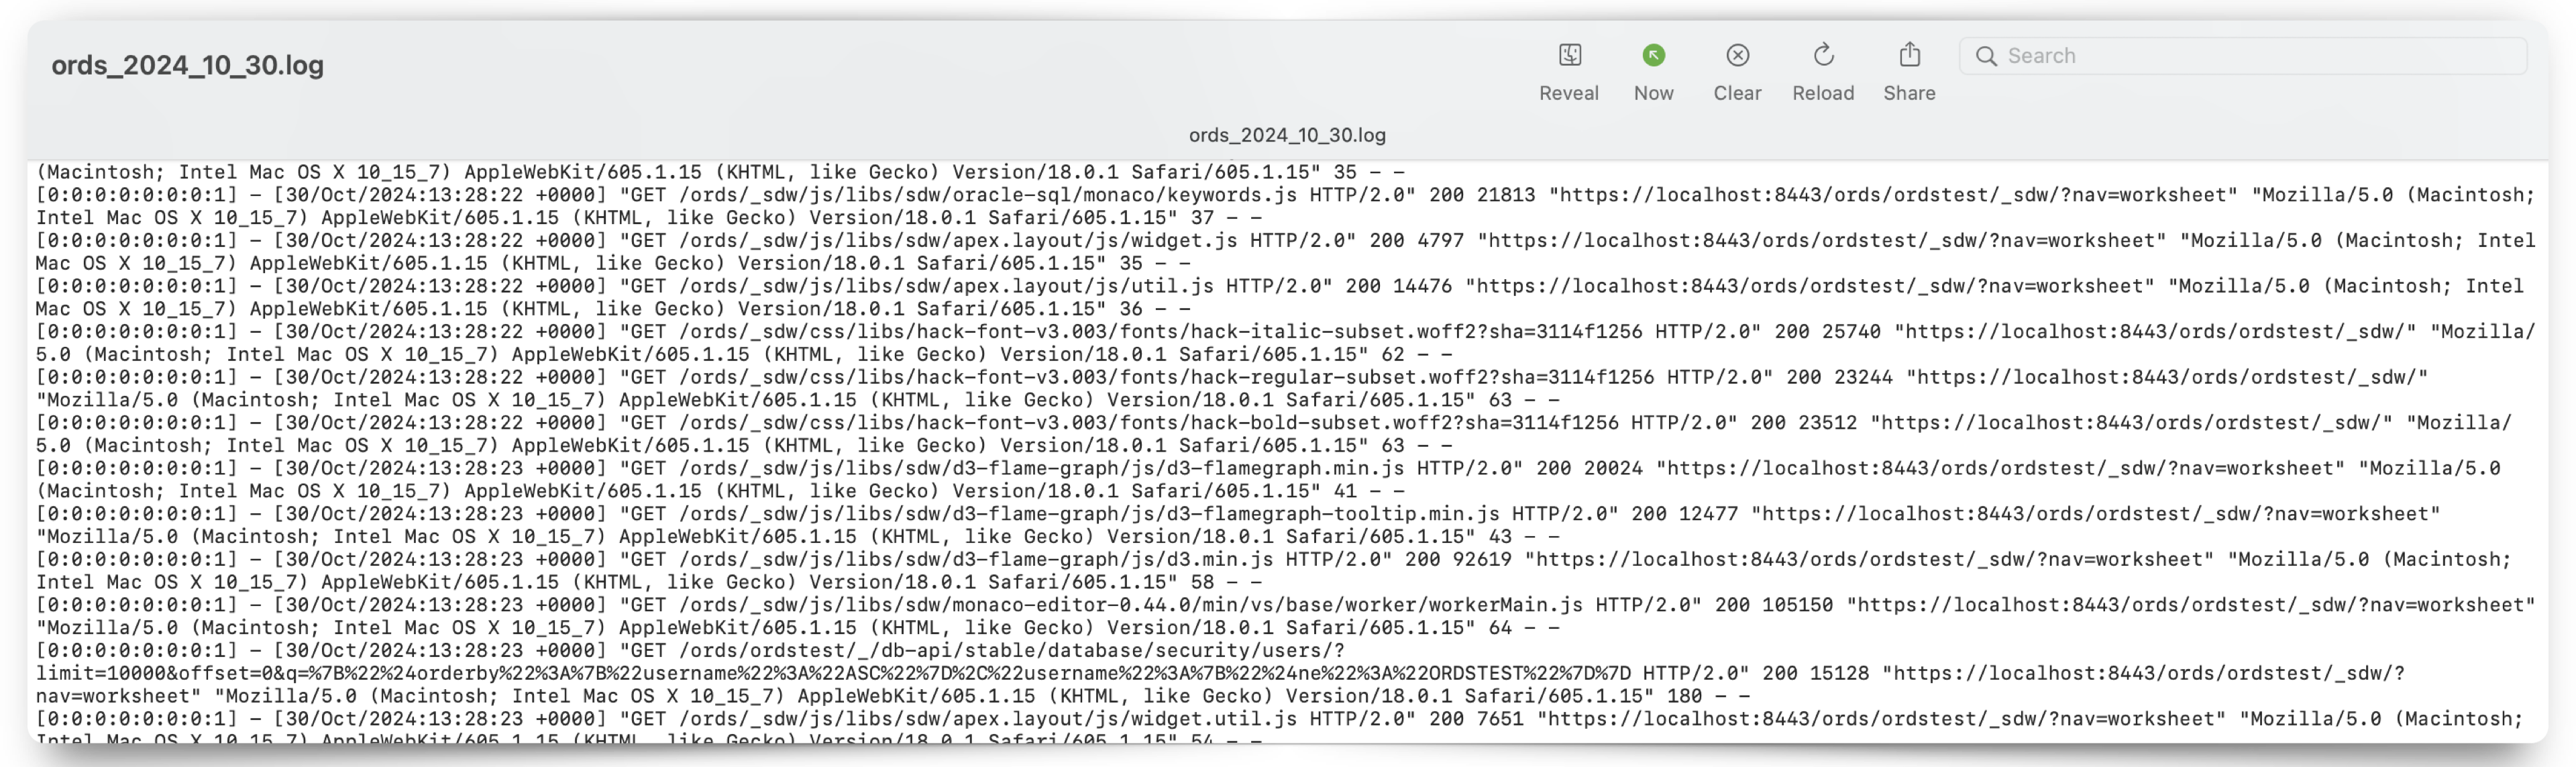 ords_2024_10_30.log
Reveal
Now
Clear
Reload
Share
Search
ords_2024_10_30.log
(Macintosh; Intel Mac OS X 10_15_7) AppleWebKit/605.1.15 (KHTML, like Gecko) Version/18.0.1 Safari/605.1.15" 35 - -
[0:0:0:0:0:0:0:1] - [30/Oct/2024:13:28:22 +0000] "GET /ords/_sdw/js/libs/sdw/oracle-sql/monaco/keywords.js HTTP/2.0" 200 21813 "https://localhost:8443/ords/ordstest/_sdw/?nav=worksheet" "Mozilla/5.0 (Macintosh;
Intel Mac OS X 10_15_7) AppleWebKit/605.1.15 (KHTML, like Gecko) Version/18.0.1 Safari/605.1.15" 37 - -
[0:0:0:0:0:0:0:1] - [30/Oct/2024:13:28:22 +0000] "GET /ords/_sdw/js/libs/sdw/apex.layout/js/widget.js HTTP/2.0" 200 4797 "https://localhost:8443/ords/ordstest/_sdw/?nav=worksheet" "Mozilla/5.0 (Macintosh; Intel
Mac OS X 10_15_7) AppleWebKit/605.1.15 (KHTML, like Gecko) Version/18.0.1 Safari/605.1.15" 35 - -
[0:0:0:0:0:0:0:1] - [30/Oct/2024:13:28:22 +0000] "GET /ords/_sdw/js/libs/sdw/apex.layout/js/util.js HTTP/2.0" 200 14476 "https://localhost:8443/ords/ordstest/_sdw/?nav=worksheet" "Mozilla/5.0 (Macintosh; Intel
Mac OS X 10_15_7) AppleWebKit/605.1.15 (KHTML, like Gecko) Version/18.0.1 Safari/605.1.15" 36 - -
[0:0:0:0:0:0:0:1] - [30/Oct/2024:13:28:22 +0000] "GET /ords/_sdw/css/libs/hack-font-v3.003/fonts/hack-italic-subset.woff2?sha=3114f1256 HTTP/2.0" 200 25740 "https://localhost:8443/ords/ordstest/_sdw/" "Mozilla/
5.0 (Macintosh; Intel Mac OS X 10_15_7) AppleWebKit/605.1.15 (KHTML, like Gecko) Version/18.0.1 Safari/605.1.15" 62 - -
[0:0:0:0:0:0:0:1] - [30/Oct/2024:13:28:22 +0000] "GET /ords/_sdw/css/libs/hack-font-v3.003/fonts/hack-regular-subset.woff2?sha=3114f1256 HTTP/2.0" 200 23244 "https://localhost:8443/ords/ordstest/_sdw/"
"Mozilla/5.0 (Macintosh; Intel Mac OS X 10_15_7) AppleWebKit/605.1.15 (KHTML, like Gecko) Version/18.0.1 Safari/605.1.15" 63 - -
[0:0:0:0:0:0:0:1] - [30/Oct/2024:13:28:22 +0000] "GET /ords/_sdw/css/libs/hack-font-v3.003/fonts/hack-bold-subset.woff2?sha=3114f1256 HTTP/2.0" 200 23512 "https://localhost:8443/ords/ordstest/_sdw/" "Mozilla/
5.0 (Macintosh; Intel Mac OS X 10_15_7) AppleWebKit/605.1.15 (KHTML, like Gecko) Version/18.0.1 Safari/605.1.15" 63 - -
[0:0:0:0:0:0:0:1] - [30/Oct/2024:13:28:23 +0000] "GET /ords/_sdw/js/libs/sdw/d3-flame-graph/js/d3-flamegraph.min.js HTTP/2.0" 200 20024 "https://localhost:8443/ords/ordstest/_sdw/?nav=worksheet" "Mozilla/5.0
(Macintosh; Intel Mac OS X 10_15_7) AppleWebKit/605.1.15 (KHTML, like Gecko) Version/18.0.1 Safari/605.1.15" 41 - -
[0:0:0:0:0:0:0:1] - [30/Oct/2024:13:28:23 +0000] "GET /ords/_sdw/js/libs/sdw/d3-flame-graph/js/d3-flamegraph-tooltip.min.js HTTP/2.0" 200 12477 "https://localhost:8443/ords/ordstest/_sdw/?nav=worksheet"
"Mozilla/5.0 (Macintosh; Intel Mac OS X 10_15_7) AppleWebKit/605.1.15 (KHTML, like Gecko) Version/18.0.1 Safari/605.1.15" 43 - -
[0:0:0:0:0:0:0:1] - [30/Oct/2024:13:28:23 +0000] "GET /ords/_sdw/js/libs/sdw/d3-flame-graph/js/d3.min.js HTTP/2.0" 200 92619 "https://localhost:8443/ords/ordstest/_sdw/?nav=worksheet" "Mozilla/5.0 (Macintosh;
Intel Mac OS X 10_15_7) AppleWebKit/605.1.15 (KHTML, like Gecko) Version/18.0.1 Safari/605.1.15" 58 - -
[0:0:0:0:0:0:0:1] - [30/Oct/2024:13:28:23 +0000] "GET /ords/_sdw/js/libs/sdw/monaco-editor-0.44.0/min/vs/base/worker/workerMain.js HTTP/2.0" 200 105150 "https://localhost:8443/ords/ordstest/_sdw/?nav=worksheet"
"Mozilla/5.0 (Macintosh; Intel Mac OS X 10_15_7) AppleWebKit/605.1.15 (KHTML, like Gecko) Version/18.0.1 Safari/605.1.15" 64 - -
[0:0:0:0:0:0:0:1] - [30/Oct/2024:13:28:23 +0000] "GET /ords/ordstest/_/db-api/stable/database/security/users/?
limit=10000&offset=0&q=%7B%22%24orderby%22%3A%7B%22username%22%3A%22ASC%22%7D%2C%22username%22%3A%7B%22%24ne%22%3A%22ORDSTEST%22%7D%7D HTTP/2.0" 200 15128 "https://localhost:8443/ords/ordstest/_sdw/?
nav=worksheet" "Mozilla/5.0 (Macintosh; Intel Mac OS X 10_15_7) AppleWebKit/605.1.15 (KHTML, like Gecko) Version/18.0.1 Safari/605.1.15" 180 - -
[0:0:0:0:0:0:0:1] - [30/Oct/2024:13:28:23 +0000] "GET /ords/_sdw/js/libs/sdw/apex.layout/js/widget.util.js HTTP/2.0" 200 7651 "https://localhost:8443/ords/ordstest/_sdw/?nav=worksheet" "Mozilla/5.0 (Macintosh;
Intel Mac OS X 10_15_7) AppleWebKit/605.1.15 (KHTML, like Gecko) Version/18.0.1 Safari/605.1.15" 54 - -